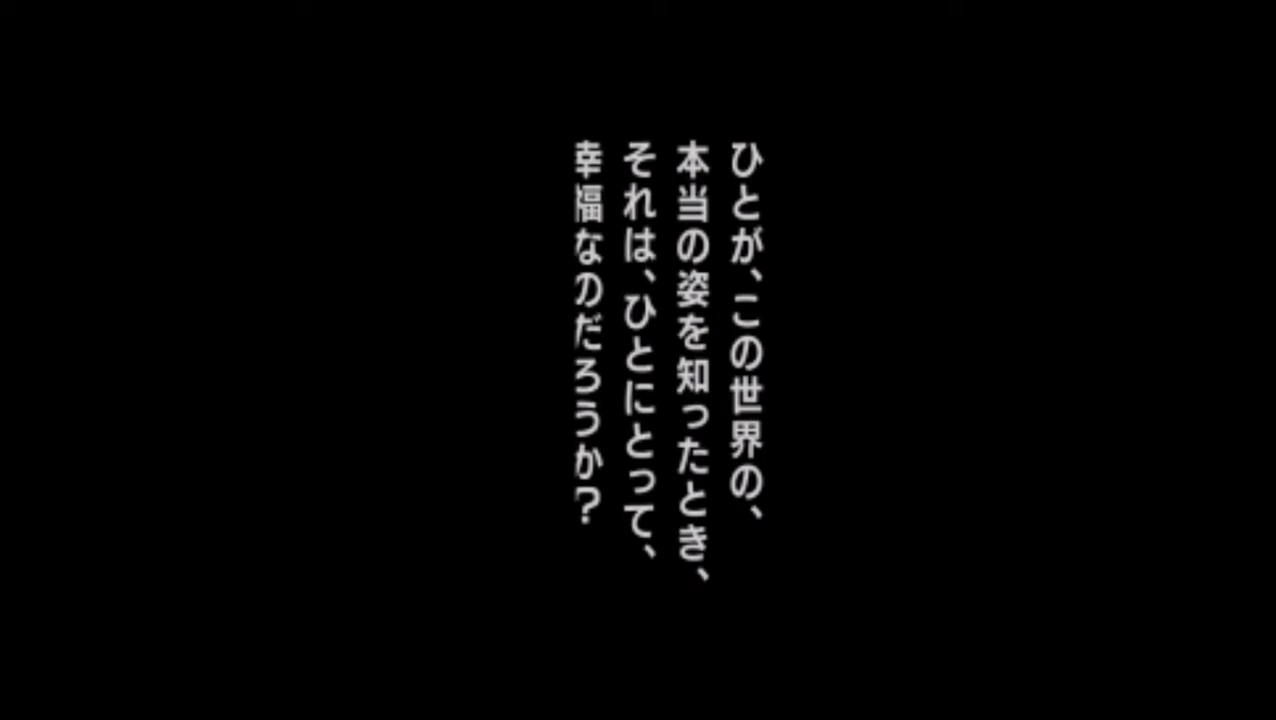 ひとが、この世界の、
本当の姿を知ったとき、
それは、ひとにとって、
幸福なのだろうか?